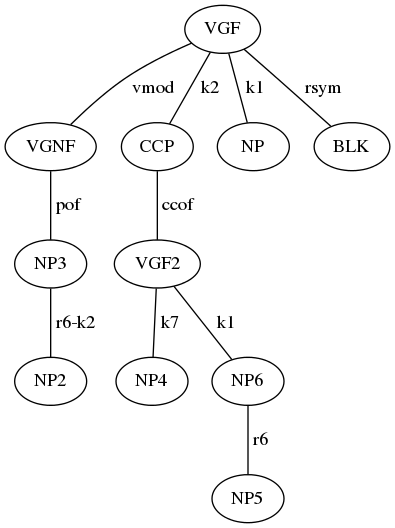 VGF
vmod k2 k1 rsym
VGNF CCP NP BLK
pof ccof
NP3 VGF2
r6-k2 k7 k1
NP2 NP4 NP6
r6
NP5